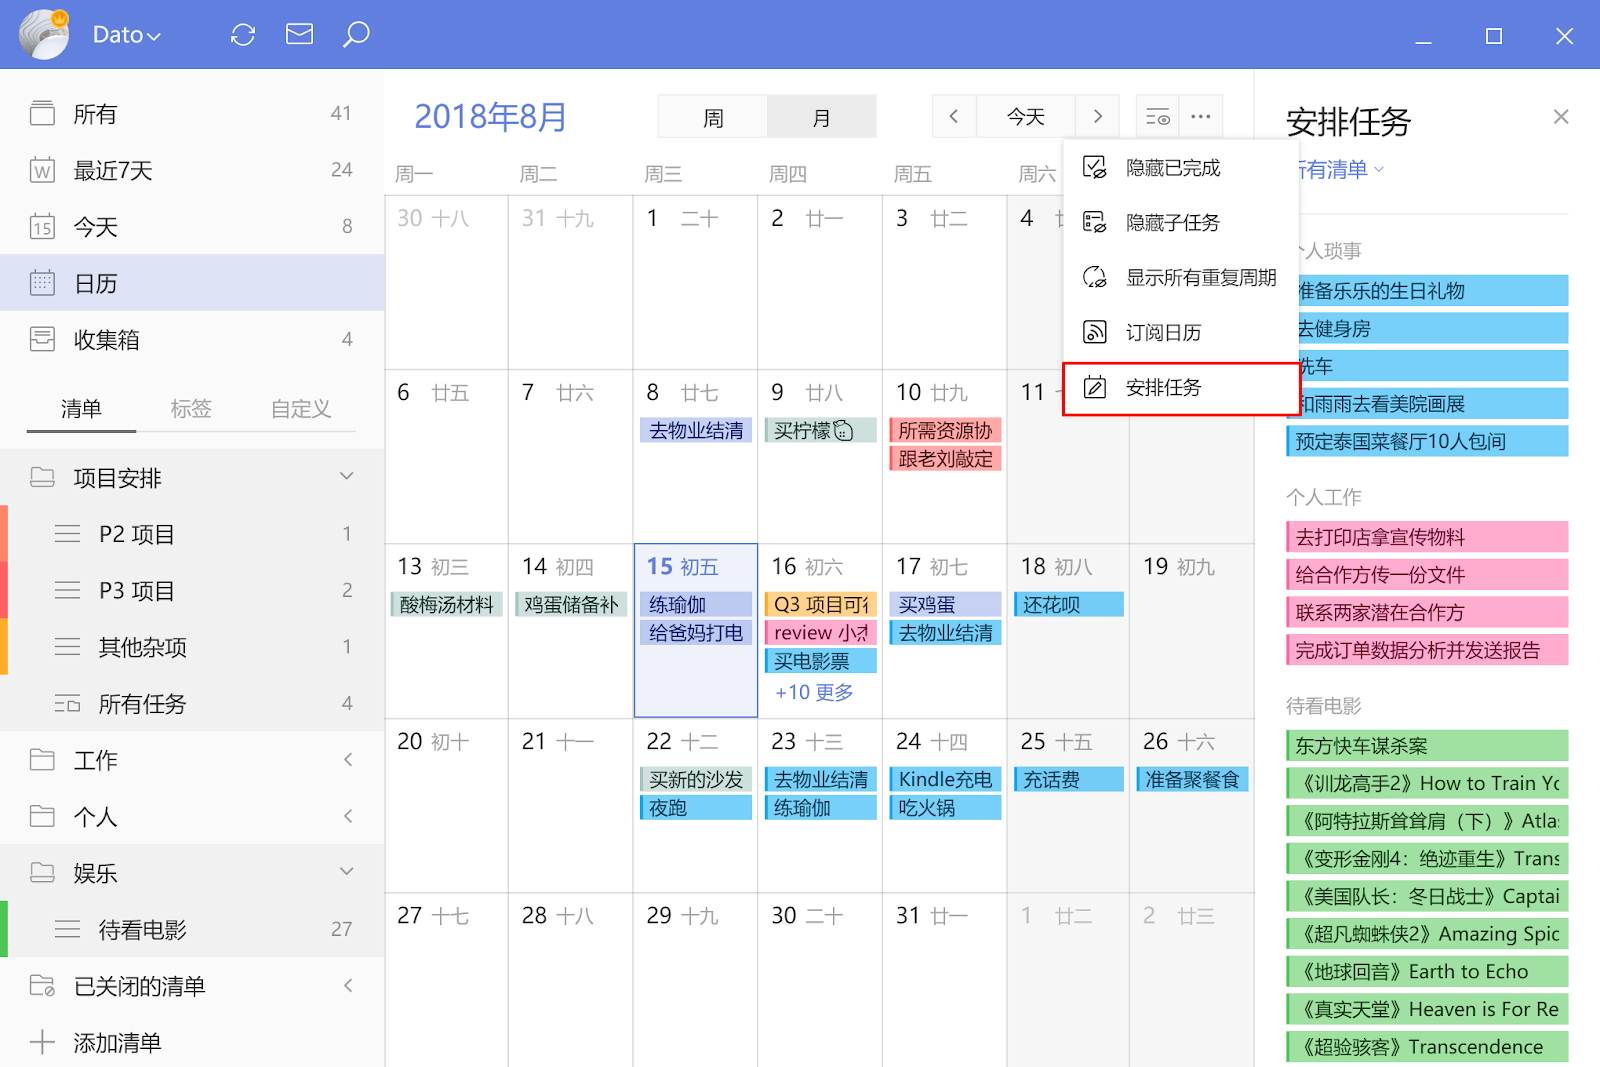 Dato
所有 41
最近7天 24
今天 8
日历
收集箱 4
清单 标签 自定义
项目安排
P2 项目 1
P3 项目 2
其他杂项 1
所有任务 4
工作
个人
娱乐
待看电影 27
已关闭的清单
添加清单
W
15
2018年8月
周 月
今天
周一 周二 周三 周四 周五 周六
30 十八 31 十九 1 二十 2 廿一 3 廿二 4
6 廿五 7 廿六 8 廿七 9 廿八 10 廿九 11
去物业结清 买柠檬 所需资源协
跟老刘敲定
13 初三 14 初四 15 初五 16 初六 17 初七 18 初八 19 初九
酸梅汤材料 鸡蛋储备补 练瑜伽 Q3 项目可行 买鸡蛋 还花呗
给爸妈打电 review 小杰 去物业结清
买电影票
+10 更多
20 初十 21 十一 22 十二 23 十三 24 十四 25 十五 26 十六
买新的沙发 去物业结清 Kindle充电 充话费 准备聚餐食
夜跑 练瑜伽 吃火锅
27 十七 28 十八 29 十九 30 二十 31 廿一 1 廿二 2 廿三
隐藏已完成
隐藏子任务
显示所有重复周期
订阅日历
安排任务
安排任务
所有清单
个人琐事
准备乐乐的生日礼物
去健身房
洗车
和雨雨去看美院画展
预定泰国菜餐厅10人包间
个人工作
去打印店拿宣传物料
给合作方传一份文件
联系两家潜在合作方
完成订单数据分析并发送报告
待看电影
东方快车谋杀案
《训龙高手2》How to Train Yo
《阿特拉斯耸耸肩（下）》Atlas
《变形金刚4：绝迹重生》Trans
《美国队长：冬日战士》Captai
《超凡蜘蛛侠2》Amazing Spid
《地球回音》Earth to Echo
《真实天堂》Heaven is For Re
《超验骇客》Transcendence